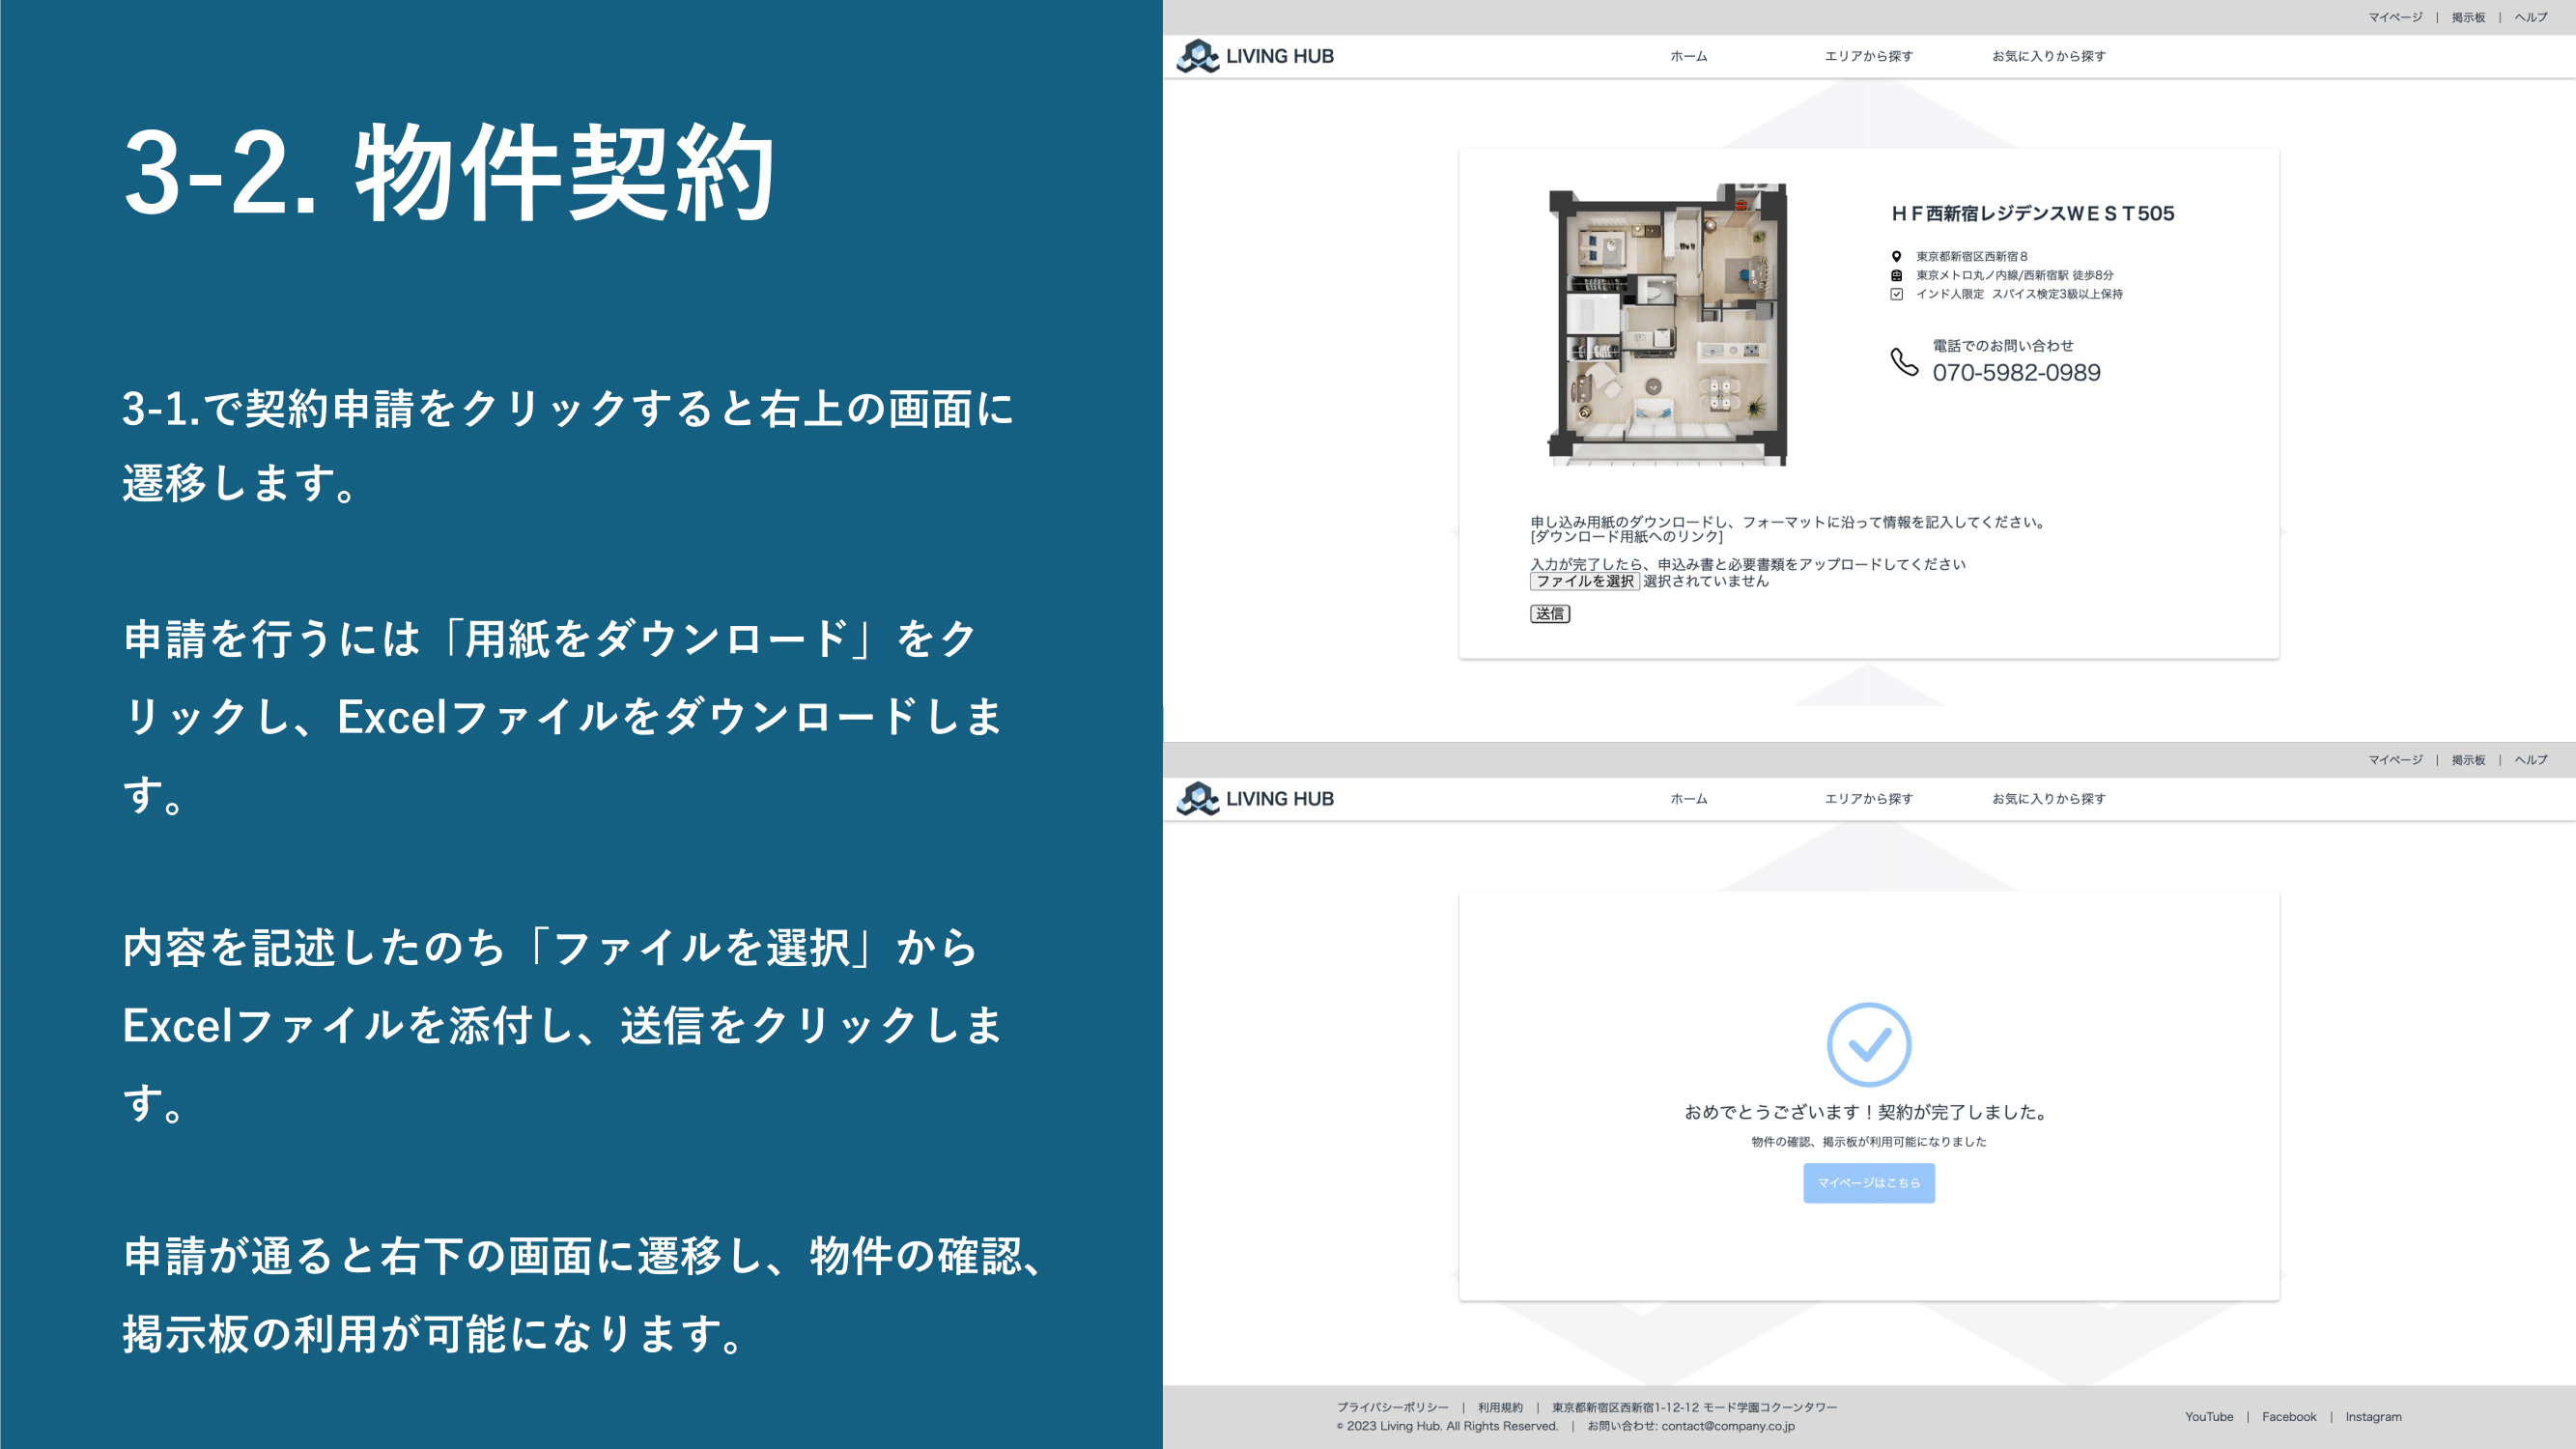 3-2. 物件契約
3-1.で契約申請をクリックすると右上の画面に
遷移します。
申請を行うには「用紙をダウンロード」をク
リックし、Excelファイルをダウンロードしま
す。
内容を記述したのち「ファイルを選択」から
Excelファイルを添付し、送信をクリックしま
す。
申請が通ると右下の画面に遷移し、物件の確認、
掲示板の利用が可能になります。
マイページ | 掲示板 | ヘルプ
LIVING HUB ホーム エリアから探す お気に入りから探す
ＨＦ西新宿レジデンスＷＥＳＴ505
東京都新宿区西新宿８
東京メトロ丸ノ内線/西新宿駅 徒歩8分
インド人限定 スパイス検定3級以上保持
電話でのお問い合わせ
070-5982-0989
申し込み用紙のダウンロードし、フォーマットに沿って情報を記入してください。
[ダウンロード用紙へのリンク]
入力が完了したら、申込み書と必要書類をアップロードしてください
ファイルを選択 選択されていません
送信
マイページ | 掲示板 | ヘルプ
LIVING HUB ホーム エリアから探す お気に入りから探す
おめでとうございます！契約が完了しました。
物件の確認、掲示板が利用可能になりました
マイページはこちら
プライバシーポリシー | 利用規約 | 東京都新宿区西新宿1-12-12 モード学園コクーンタワー
© 2023 Living Hub. All Rights Reserved. | お問い合わせ: contact@company.co.jp
YouTube | Facebook | Instagram